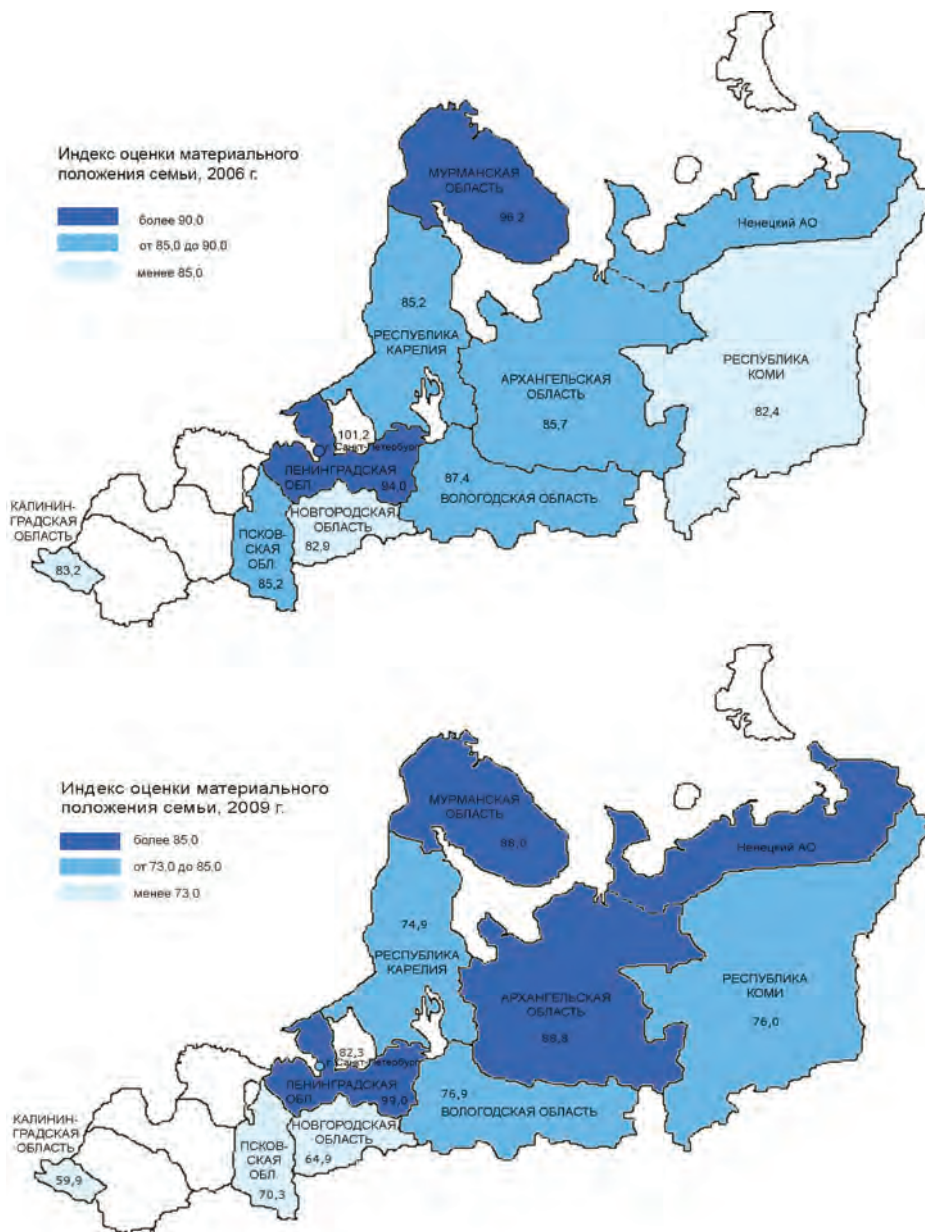 Индекс оценки материального
положения семьи, 2006 г.
более 90,0
от 85,0 до 90,0
менее 85,0
МУРМАНСКАЯ
ОБЛАСТЬ
96,2
Ненецкий АО
85,2
РЕСПУБЛИКА
КАРЕЛИЯ
РЕСПУБЛИКА
КОМИ
82,4
АРХАНГЕЛЬСКАЯ
ОБЛАСТЬ
85,7
101,2
г. Санкт-Петербург
ЛЕНИНГРАДСКАЯ
ОБЛ.
94,0
87,4
ВОЛОГОДСКАЯ ОБЛАСТЬ
НОВГОРОДСКАЯ
ОБЛАСТЬ
82,9
ПСКОВ-
СКАЯ
ОБЛ.
85,2
КАЛИНИН-
ГРАДСКАЯ
ОБЛАСТЬ
83,2
Индекс оценки материального
положения семьи, 2009 г.
более 85,0
от 73,0 до 85,0
менее 73,0
МУРМАНСКАЯ
ОБЛАСТЬ
88,0
Ненецкий АО
74,9
РЕСПУБЛИКА
КАРЕЛИЯ
РЕСПУБЛИКА
КОМИ
76,0
АРХАНГЕЛЬСКАЯ
ОБЛАСТЬ
88,8
82,3
г. Санкт-Петербург
ЛЕНИНГРАДСКАЯ
ОБЛ.
99,0
76,9
ВОЛОГОДСКАЯ ОБЛАСТЬ
НОВГОРОДСКАЯ
ОБЛАСТЬ
64,9
ПСКОВ-
СКАЯ
ОБЛ.
70,3
КАЛИНИН-
ГРАДСКАЯ
ОБЛАСТЬ
59,9